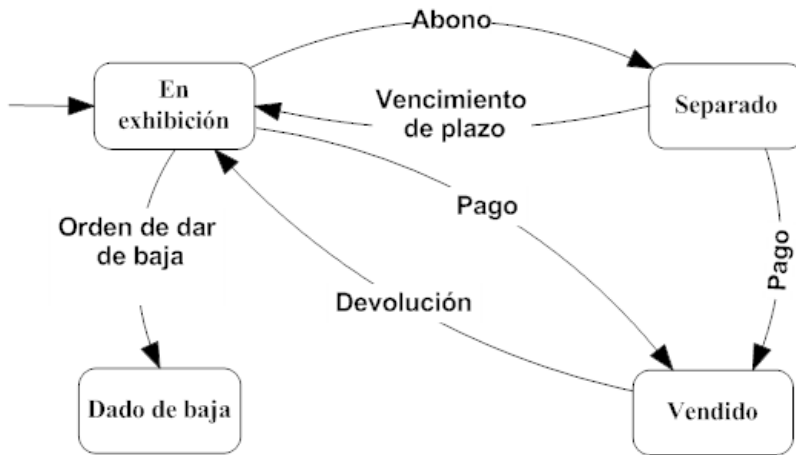 Abono
En
exhibición
Vencimiento
de plazo
Separado
Orden de dar
de baja
Pago
Pago
Devolución
Dado de baja
Vendido